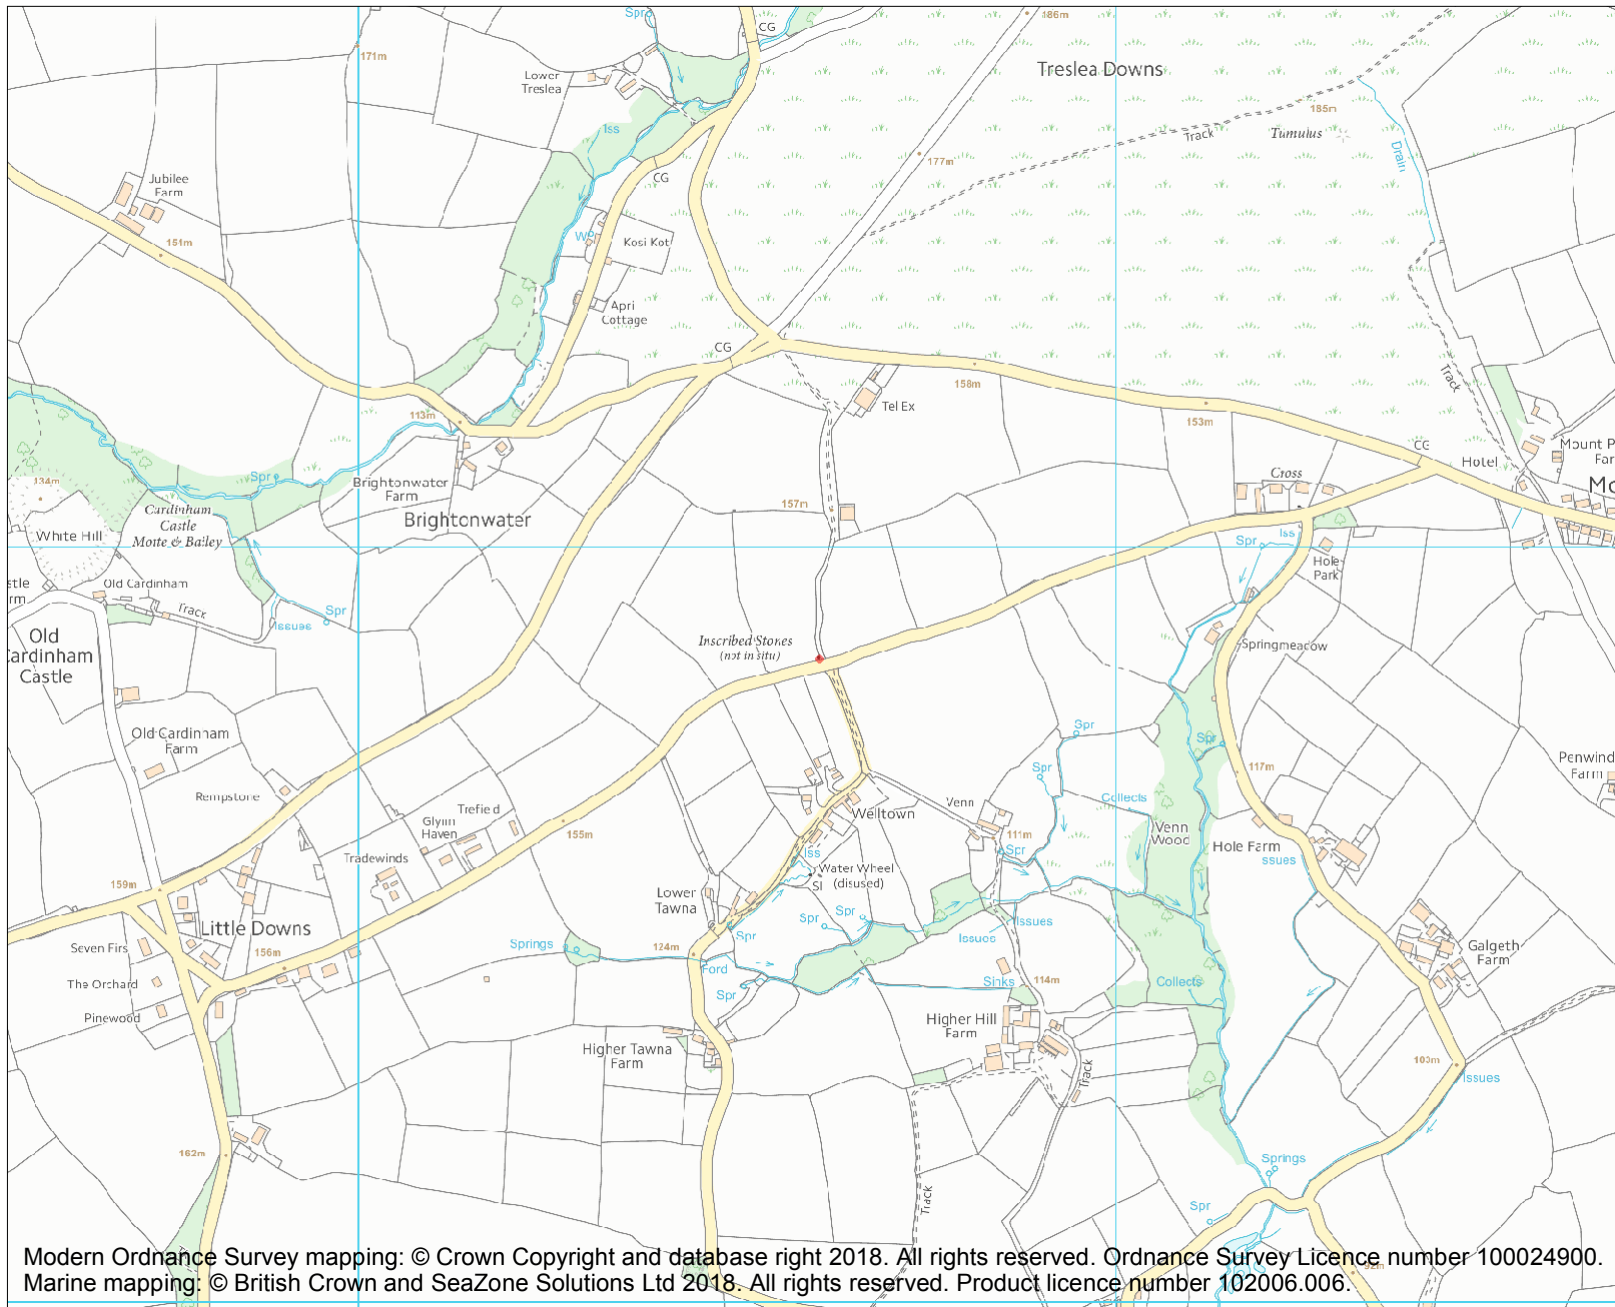 Spr
CG
186m
171m
Lower
Treslea
Treslea Downs
185m
Tumulus
Track
Drain
Iss
177m
CG
Jubilee
Farm
151m
Kosi Kot
Apri
Cottage
CG
Tel Ex
158m
Track
153m
CG
Hotel
Mount P
Far
Mo
113m
Cross
134m
Spr
Brightonwater
Farm
Brightonwater
157m
Cardinham
Castle
Motte & Bailey
White Hill
Iss
Spr
Hole
Park
stle
rm
Old Cardinham
Track
Spr
Issues
Old
Cardinham
Castle
Inscribed Stones
(not in situ)
Springmeadow
Old Cardinham
Farm
Spr
Spr
Spr
117m
Penwind
Farm
Rempstone
Trefield
Glynn
Haven
155m
Collects
Venn
Welltown
111m
Venn
Wood
Hole Farm
ssues
Tradewinds
Iss
Spr
Water Wheel
(disused)
Sl
159m
Lower
Tawna
Little Downs
Spr
Spr
Issues
Issues
Seven Firs
156m
Springs
124m
Spr
Galgeth
Farm
The Orchard
Ford
Spr
Sinks
114m
Collects
Pinewood
Higher Hill
Farm
Higher Tawna
Farm
Track
103m
Issues
162m
Springs
Track
Spr
92m
Modern Ordnance Survey mapping: © Crown Copyright and database right 2018. All rights reserved. Ordnance Survey Licence number 100024900.
Marine mapping: © British Crown and SeaZone Solutions Ltd 2018. All rights reserved. Product licence number 102006.006.